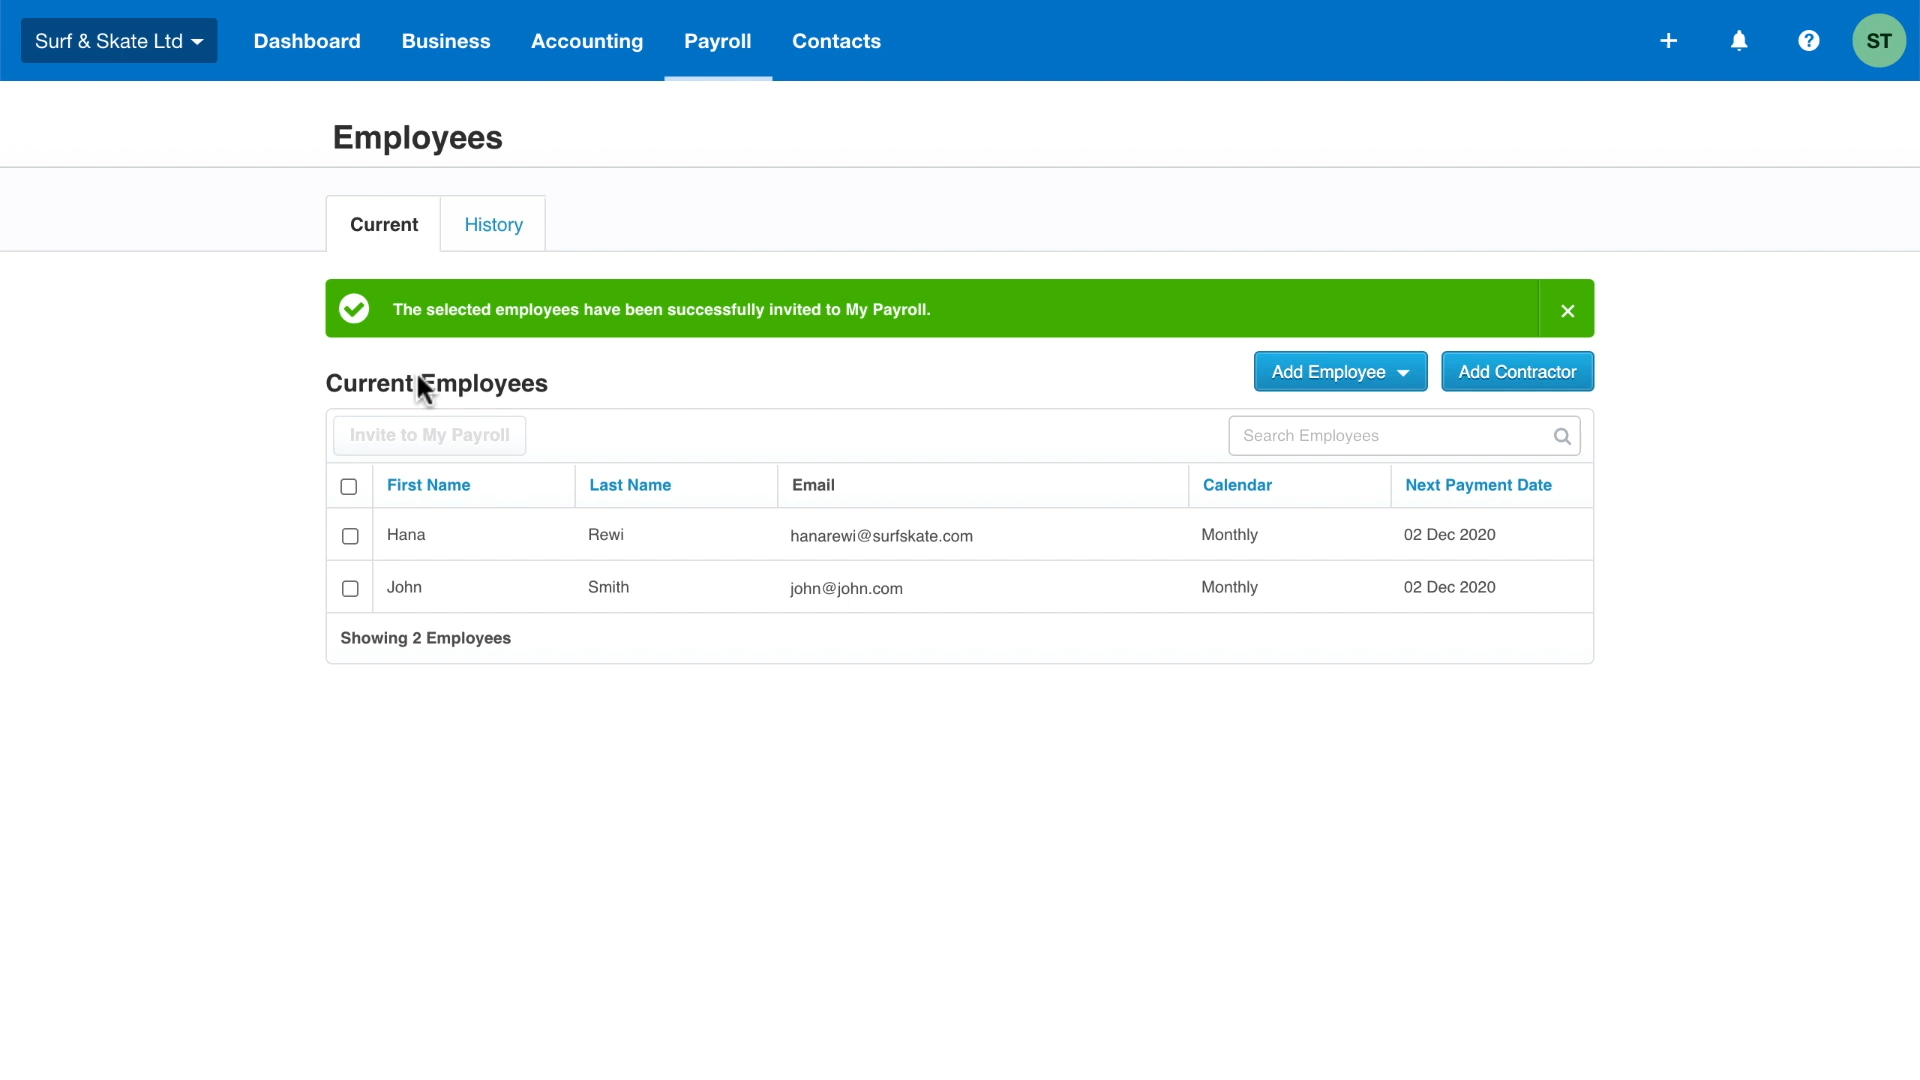 Surf & Skate Ltd Dashboard Business Accounting Payroll Contacts + ? ST
Employees
Current History
The selected employees have been successfully invited to My Payroll.
Current Employees Add Employee Add Contractor
Invite to My Payroll Search Employees
First Name Last Name Email Calendar Next Payment Date
Hana Rewi hanarewi@surfskate.com Monthly 02 Dec 2020
John Smith john@john.com Monthly 02 Dec 2020
Showing 2 Employees